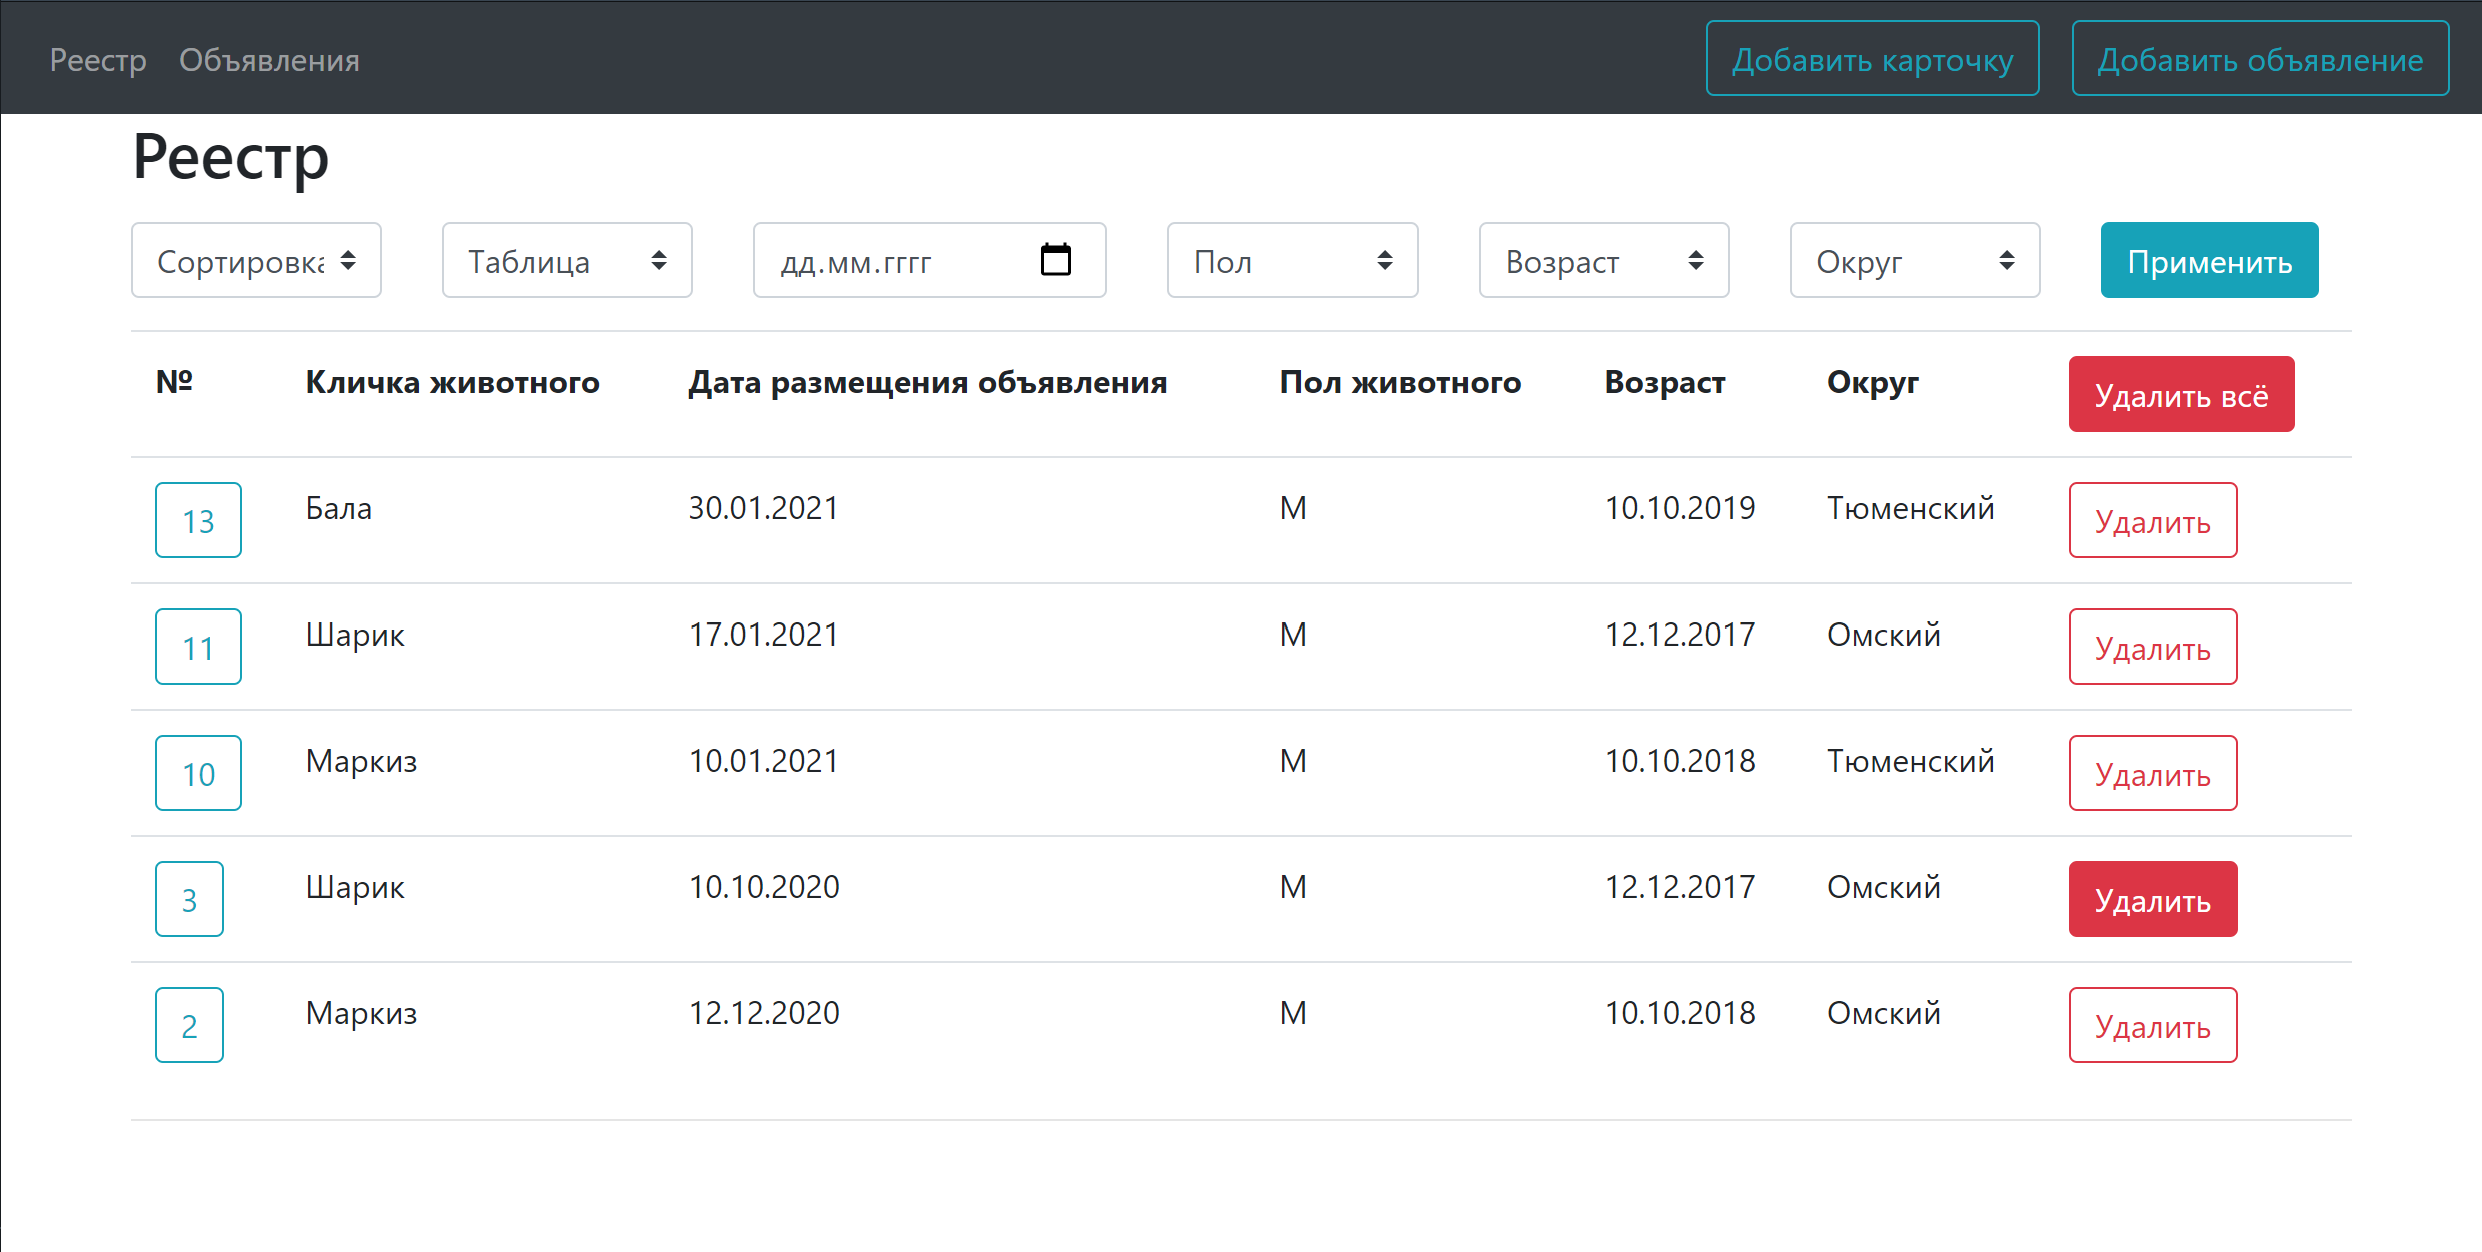 Реестр Объявления Добавить карточку Добавить объявление
Реестр
Сортировка Таблица дд.мм.гггг Пол Возраст Округ Применить
№ Кличка животного Дата размещения объявления Пол животного Возраст Округ Удалить всё
13 Бала 30.01.2021 М 10.10.2019 Тюменский Удалить
11 Шарик 17.01.2021 М 12.12.2017 Омский Удалить
10 Маркиз 10.01.2021 М 10.10.2018 Тюменский Удалить
3 Шарик 10.10.2020 М 12.12.2017 Омский Удалить
2 Маркиз 12.12.2020 М 10.10.2018 Омский Удалить